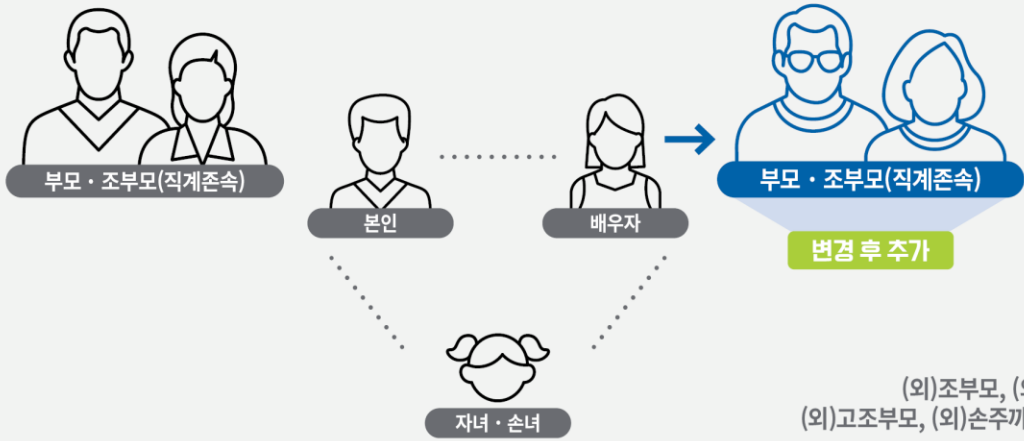 부모 · 조부모(직계존속)
본인
배우자
부모 · 조부모(직계존속)
변경 후 추가
자녀 · 손녀
(외)조부모,
(외)고조부모, (외)손주까